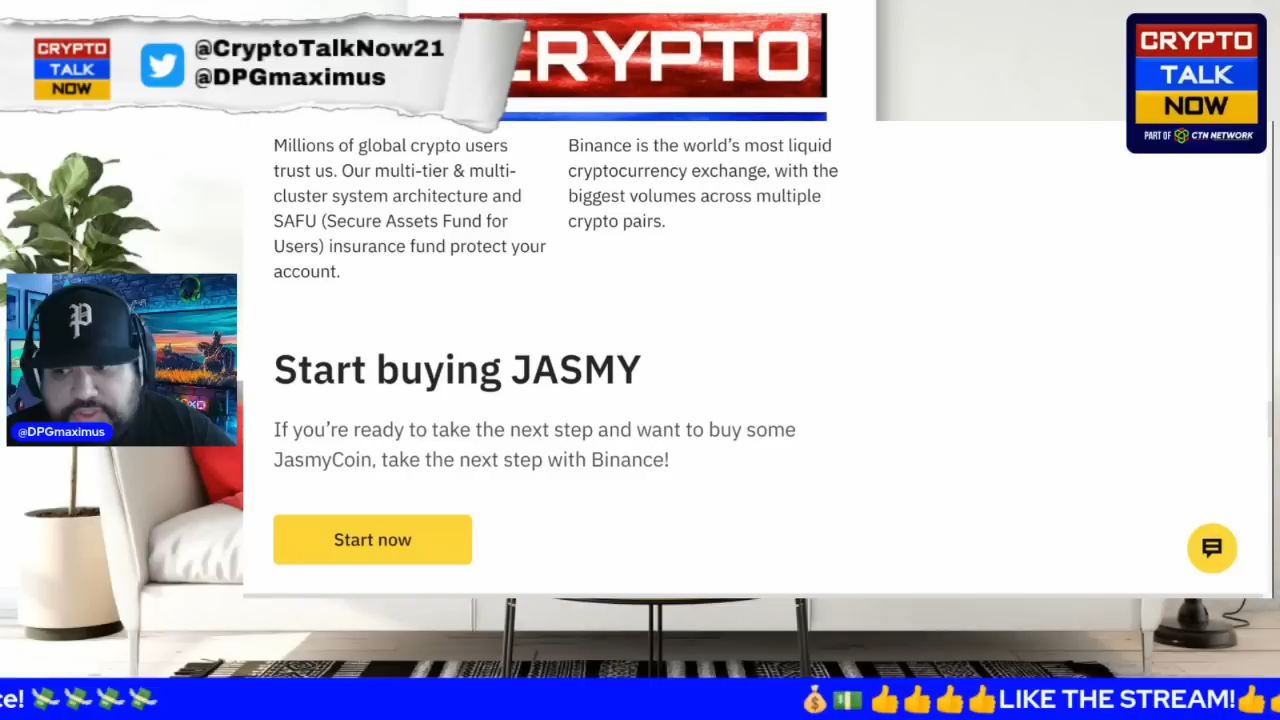 CRYPTO
TALK
NOW
@CryptoTalkNow21
@DPGmaximus
CRYPTO
CRYPTO
TALK
NOW
PART OF CTN NETWORK
Millions of global crypto users
trust us. Our multi-tier & multi-
cluster system architecture and
SAFU (Secure Assets Fund for
Users) insurance fund protect your
account.
Binance is the world's most liquid
cryptocurrency exchange, with the
biggest volumes across multiple
crypto pairs.
Start buying JASMY
If you're ready to take the next step and want to buy some
JasmyCoin, take the next step with Binance!
Start now
P
@DPGmaximus
ce! 💸💸💸💸 💰💵👍👍👍👍LIKE THE STREAM!👍👍